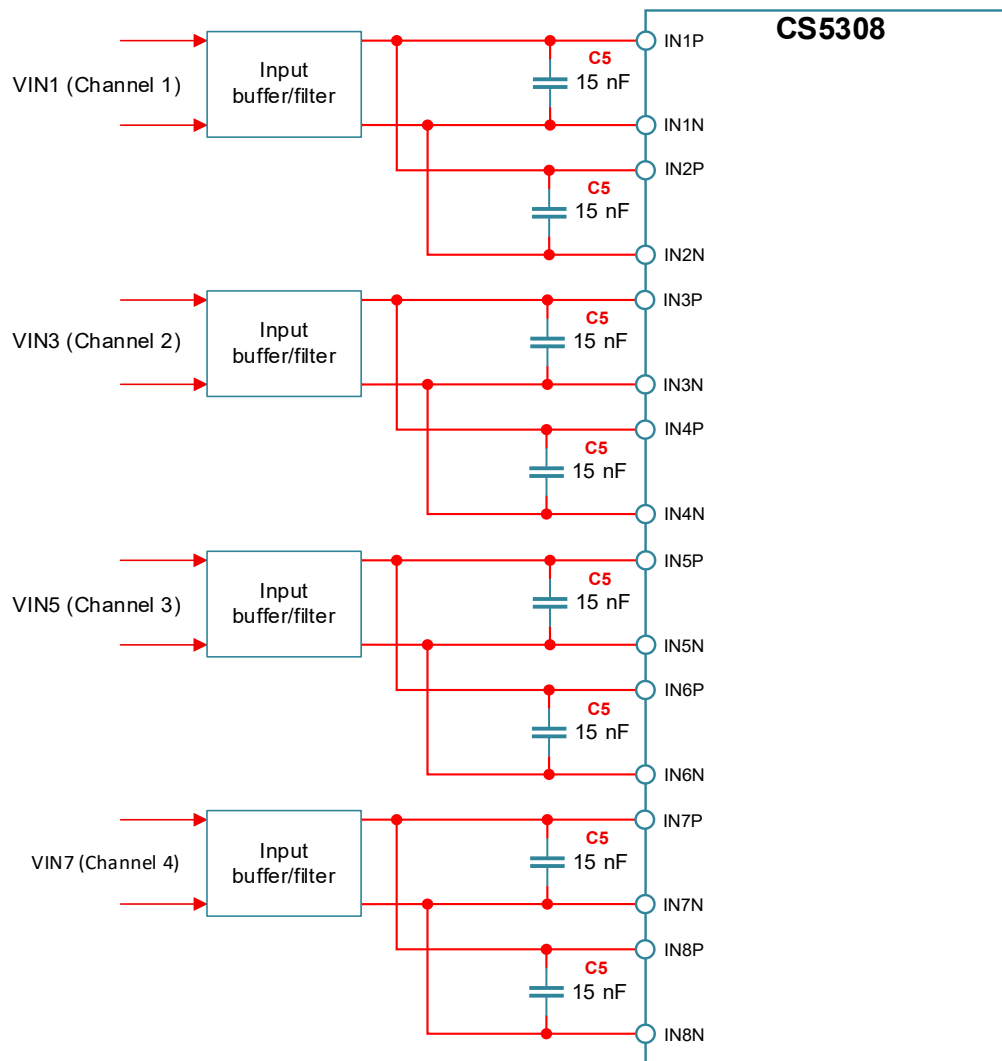 CS5308
IN1P
C5
15 nF
Input
buffer/filter
VIN1 (Channel 1)
IN1N
IN2P
C5
15 nF
IN2N
IN3P
C5
15 nF
Input
buffer/filter
VIN3 (Channel 2)
IN3N
IN4P
C5
15 nF
IN4N
IN5P
C5
15 nF
Input
buffer/filter
VIN5 (Channel 3)
IN5N
IN6P
C5
15 nF
IN6N
IN7P
C5
15 nF
Input
buffer/filter
VIN7 (Channel 4)
IN7N
IN8P
C5
15 nF
IN8N